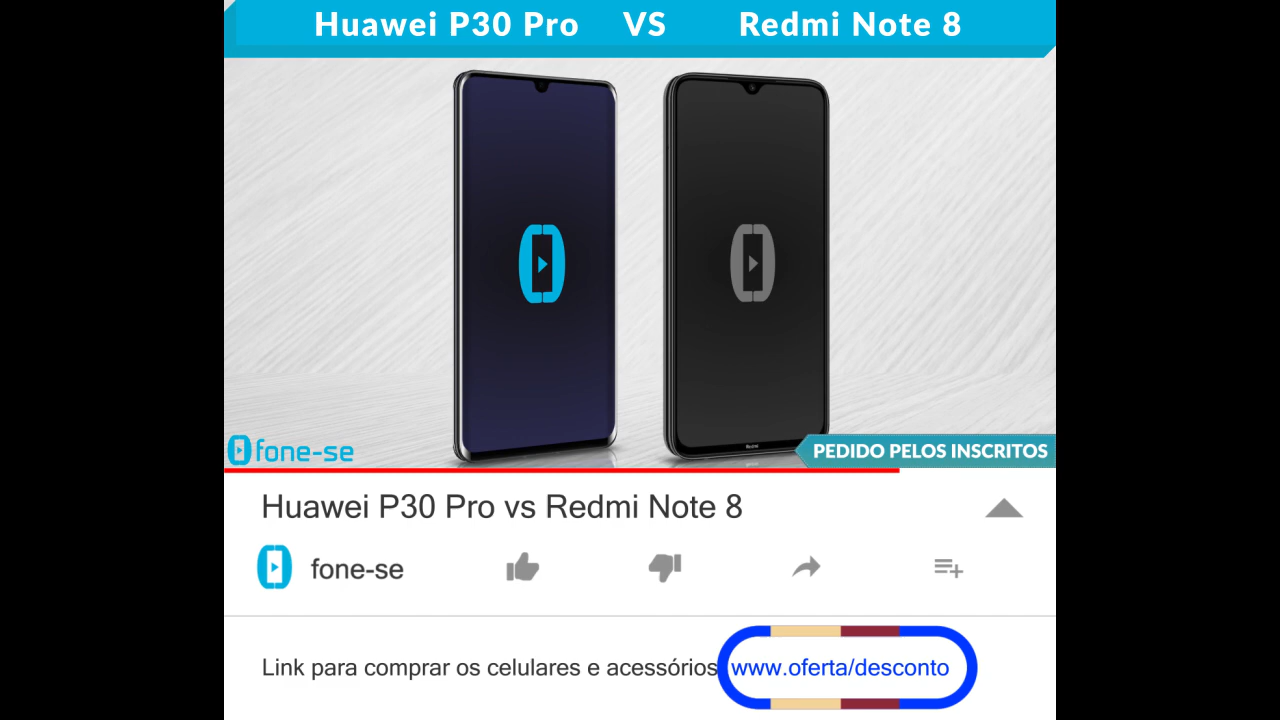 Huawei P30 Pro VS Redmi Note 8
Redmi
fone-se
PEDIDO PELOS INSCRITOS
Huawei P30 Pro vs Redmi Note 8
fone-se
Link para comprar os celulares e acessórios www.oferta/desconto